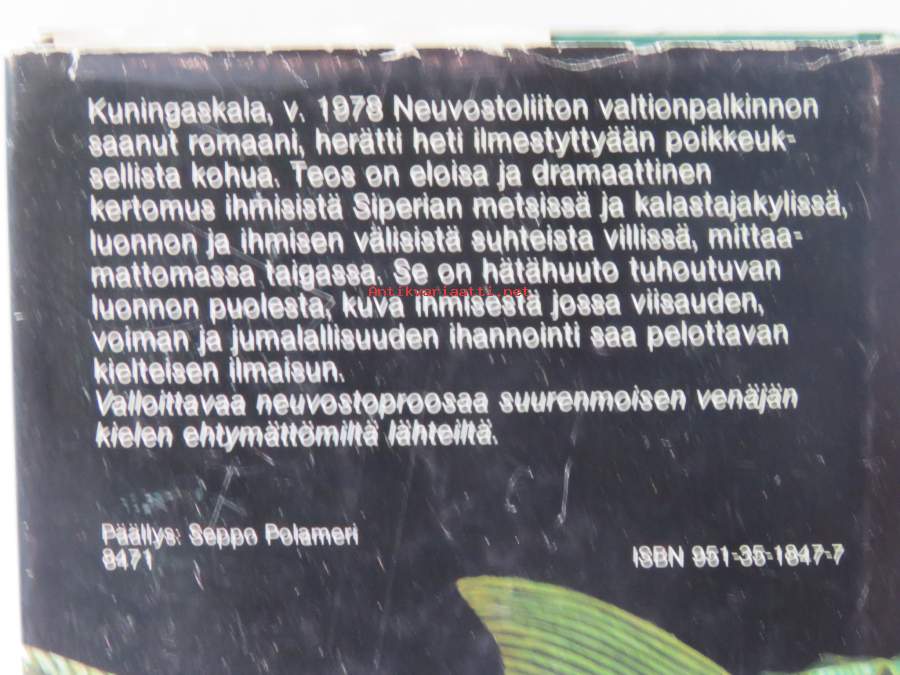 Kuningaskala, v. 1978 Neuvostoliiton valtionpalkinnon
saanut romaani, herätti heti ilmestyttyään poikkeuk-
sellista kohua. Teos on eloisa ja dramaattinen
kertomus ihmisistä Siperian metsissä ja kalastajakylissä,
luonnon ja ihmisen välisistä suhteista villissä, mittaa-
mattomassa taigassa. Se on hätähuuto tuhoutuvan
Antikvariaatti.net
luonnon puolesta, kuva ihmisestä jossa viisauden,
voiman ja jumalallisuuden ihannointi saa pelottavan
kielteisen ilmaisun.
Valloittavaa neuvostoproosaa suurenmoisen venäjän
kielen ehtymättömiltä lähteiltä.
Päällys: Seppo Polameri
8471
ISBN 951-35-1847-7